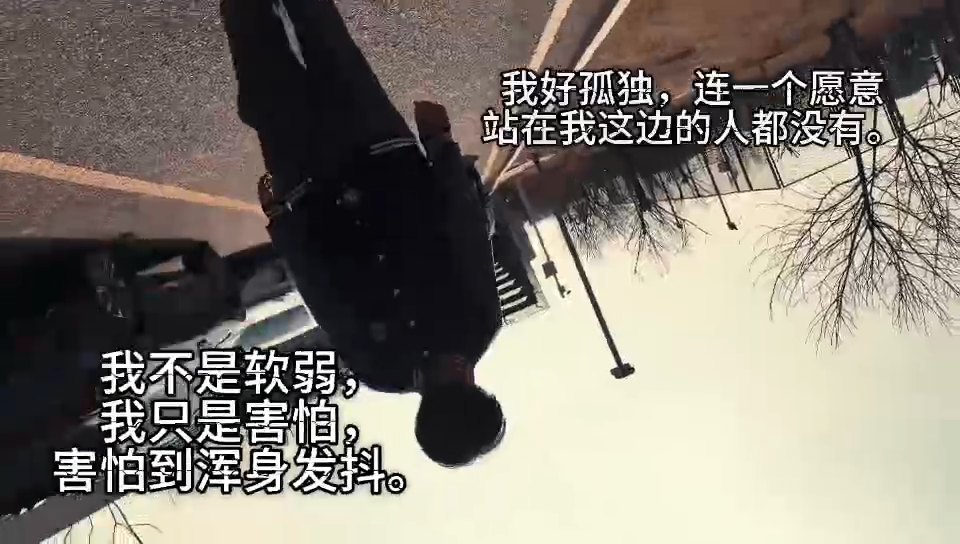 我好孤独，连一个愿意
站在我这边的人都没有。
我不是软弱，
我只是害怕，
害怕到浑身发抖。